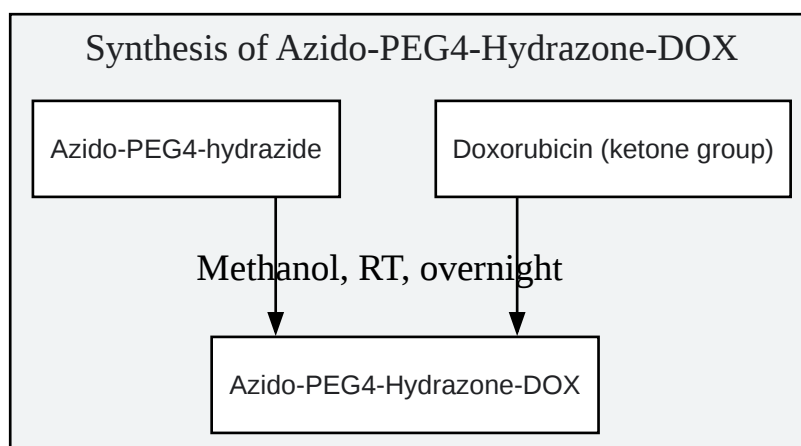 Synthesis of Azido-PEG4-Hydrazone-DOX
Azido-PEG4-hydrazide
Doxorubicin (ketone group)
Methanol, RT, overnight
Azido-PEG4-Hydrazone-DOX